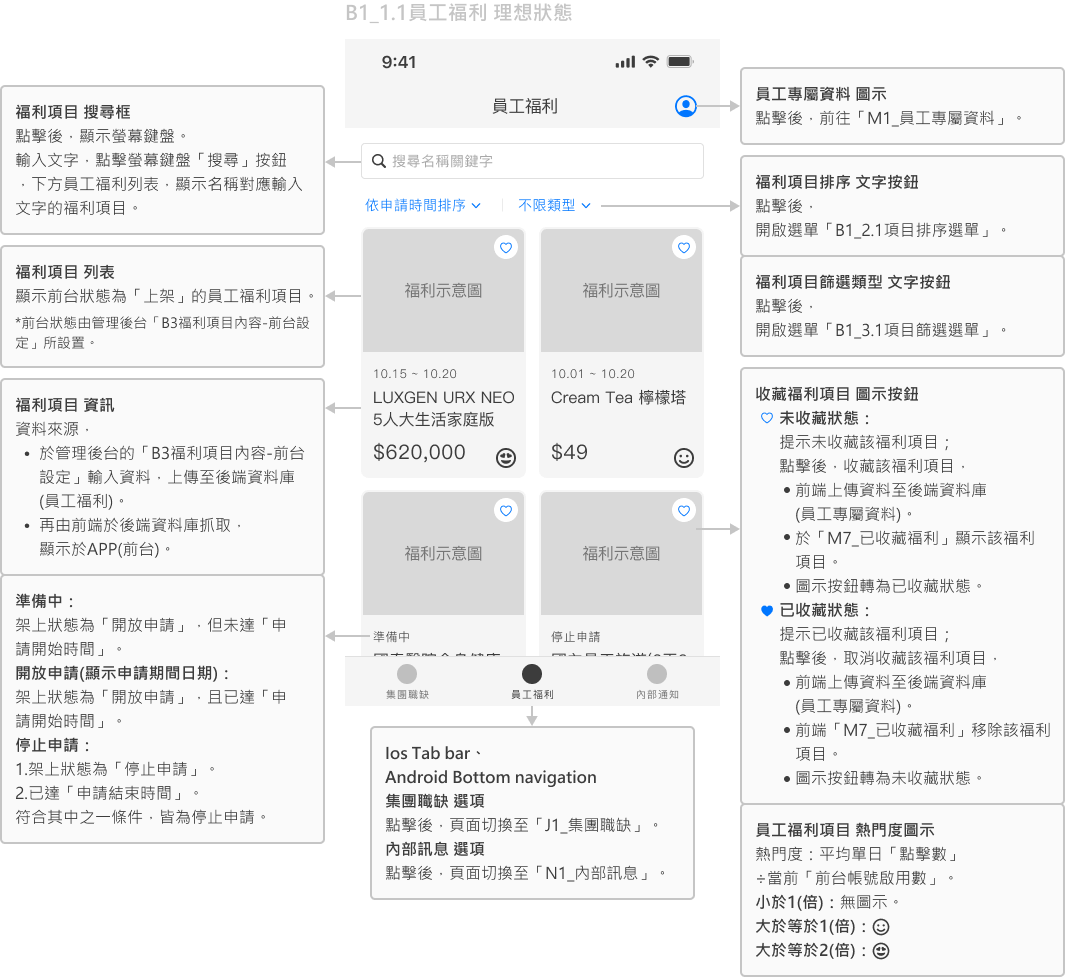 B1_1.1員工福利 理想狀態
福利項目 搜尋框
點擊後，顯示螢幕鍵盤。
輸入文字，點擊螢幕鍵盤「搜尋」按鈕
，下方員工福利列表，顯示名稱對應輸入
文字的福利項目。
福利項目 列表
顯示前台狀態為「上架」的員工福利項目。
*前台狀態由管理後台「B3福利項目內容-前台設
定」所設置。
福利項目 資訊
資料來源，
• 於管理後台的「B3福利項目內容-前台
設定」輸入資料，上傳至後端資料庫
(員工福利)。
• 再由前端於後端資料庫抓取，
顯示於APP(前台)。
準備中：
架上狀態為「開放申請」，但未達「申
請開始時間」。
開放申請(顯示申請期間日期)：
架上狀態為「開放申請」，且已達「申
請開始時間」。
停止申請：
1.架上狀態為「停止申請」。
2.已達「申請結束時間」。
符合其中之一條件，皆為停止申請。
9:41
員工福利
搜尋名稱關鍵字
依申請時間排序
不限類型
福利示意圖
10.15 ~ 10.20
LUXGEN URX NEO
5人大生活家庭版
$620,000
福利示意圖
10.01 ~ 10.20
Cream Tea 檸檬塔
$49
福利示意圖
準備中
福利示意圖
停止申請
集團職缺
員工福利
內部通知
Ios Tab bar、
Android Bottom navigation
集團職缺 選項
點擊後，頁面切換至「J1_集團職缺」。
內部訊息 選項
點擊後，頁面切換至「N1_內部訊息」。
員工專屬資料 圖示
點擊後，前往「M1_員工專屬資料」。
福利項目排序 文字按鈕
點擊後，
開啟選單「B1_2.1項目排序選單」。
福利項目篩選類型 文字按鈕
點擊後，
開啟選單「B1_3.1項目篩選選單」。
收藏福利項目 圖示按鈕
未收藏狀態：
提示未收藏該福利項目；
點擊後，收藏該福利項目，
• 前端上傳資料至後端資料庫
(員工專屬資料)。
• 於「M7_已收藏福利」顯示該福利
項目。
• 圖示按鈕轉為已收藏狀態。
已收藏狀態：
提示已收藏該福利項目；
點擊後，取消收藏該福利項目，
• 前端上傳資料至後端資料庫
(員工專屬資料)。
• 前端「M7_已收藏福利」移除該福利
項目。
• 圖示按鈕轉為未收藏狀態。
員工福利項目 熱門度圖示
熱門度：平均單日「點擊數」
÷當前「前台帳號啟用數」。
小於1(倍)：無圖示。
大於等於1(倍)：
大於等於2(倍)：